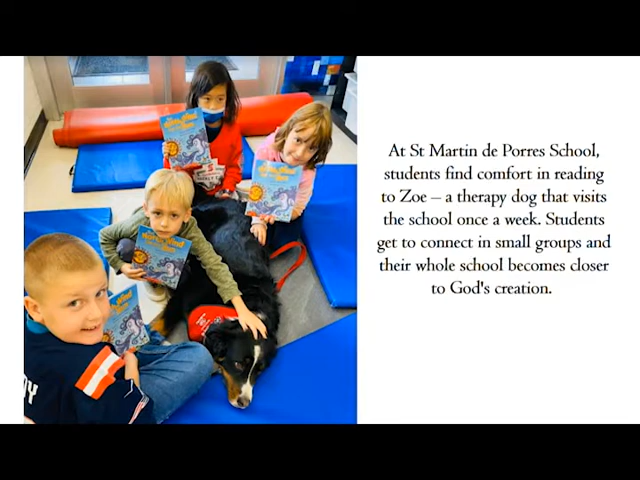 At St Martin de Porres School,
students find comfort in reading
to Zoe – a therapy dog that visits
the school once a week. Students
get to connect in small groups and
their whole school becomes closer
to God's creation.